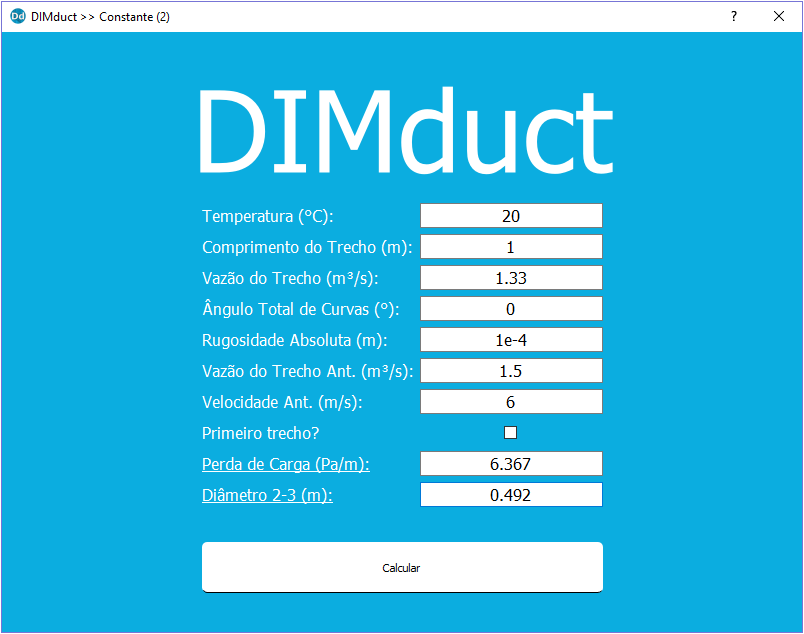 Dd DIMduct >> Constante (2) ?
DIMduct
Temperatura (°C): 20
Comprimento do Trecho (m): 1
Vazão do Trecho (m³/s): 1.33
Ângulo Total de Curvas (°): 0
Rugosidade Absoluta (m): 1e-4
Vazão do Trecho Ant. (m³/s): 1.5
Velocidade Ant. (m/s): 6
Primeiro trecho?
Perda de Carga (Pa/m): 6.367
Diâmetro 2-3 (m): 0.492
Calcular